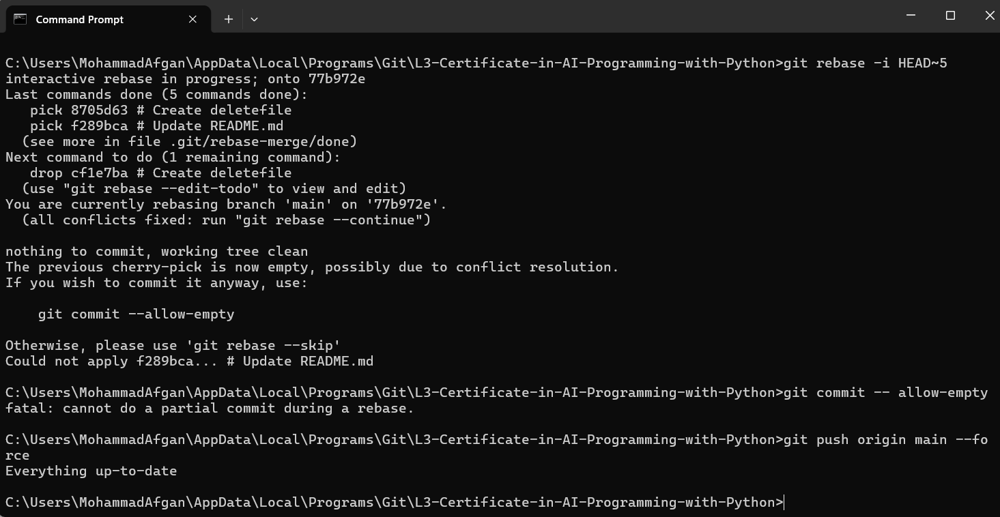 Command Prompt
C:\Users\MohammadAfgan\AppData\Local\Programs\Git\L3-Certificate-in-AI-Programming-with-Python>git rebase -i HEAD~5
interactive rebase in progress; onto 77b972e
Last commands done (5 commands done):
   pick 8705d63 # Create deletefile
   pick f289bca # Update README.md
  (see more in file .git/rebase-merge/done)
Next command to do (1 remaining command):
   drop cf1e7ba # Create deletefile
  (use "git rebase --edit-todo" to view and edit)
You are currently rebasing branch 'main' on '77b972e'.
  (all conflicts fixed: run "git rebase --continue")
nothing to commit, working tree clean
The previous cherry-pick is now empty, possibly due to conflict resolution.
If you wish to commit it anyway, use:
    git commit --allow-empty
Otherwise, please use 'git rebase --skip'
Could not apply f289bca... # Update README.md
C:\Users\MohammadAfgan\AppData\Local\Programs\Git\L3-Certificate-in-AI-Programming-with-Python>git commit -- allow-empty
fatal: cannot do a partial commit during a rebase.
C:\Users\MohammadAfgan\AppData\Local\Programs\Git\L3-Certificate-in-AI-Programming-with-Python>git push origin main --fo
rce
Everything up-to-date
C:\Users\MohammadAfgan\AppData\Local\Programs\Git\L3-Certificate-in-AI-Programming-with-Python>